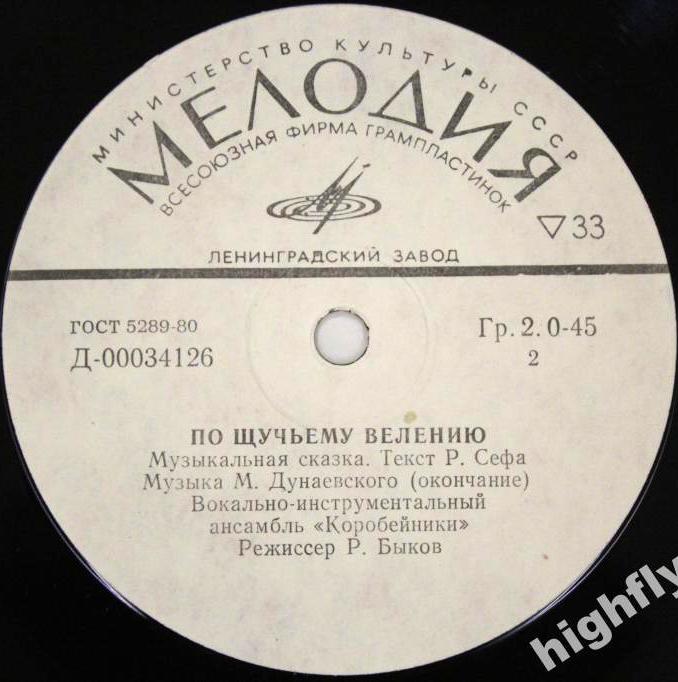 МИНИСТЕРСТВО КУЛЬТУРЫ СССР
МЕЛОДИЯ
ВСЕСОЮЗНАЯ ФИРМА ГРАМПЛАСТИНОК
▽33
ЛЕНИНГРАДСКИЙ ЗАВОД
ГОСТ 5289-80
Гр. 2. 0-45
Д-00034126
2
ПО ЩУЧЬЕМУ ВЕЛЕНИЮ
Музыкальная сказка. Текст Р. Сефа
Музыка М. Дунаевского (окончание)
Вокально-инструментальный
ансамбль «Коробейники»
Режиссер Р. Быков
highfly